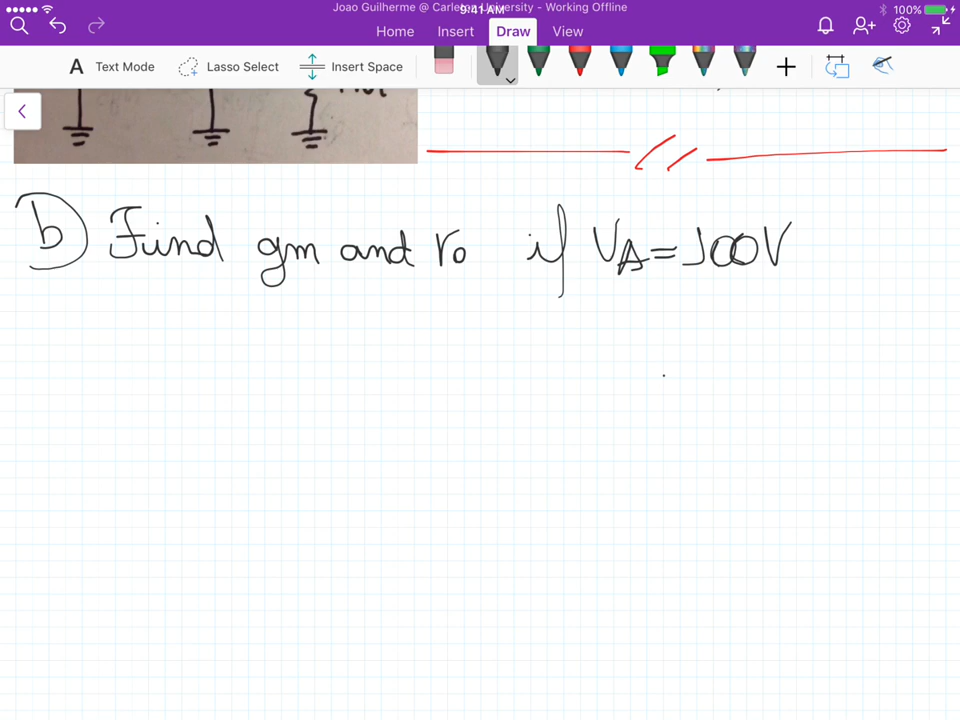 Joao Guilherme @ Carleton University - Working Offline
9:41 AM
100%
Home Insert Draw View
A Text Mode Lasso Select Insert Space
b) Find gm and ro if VA = 100V